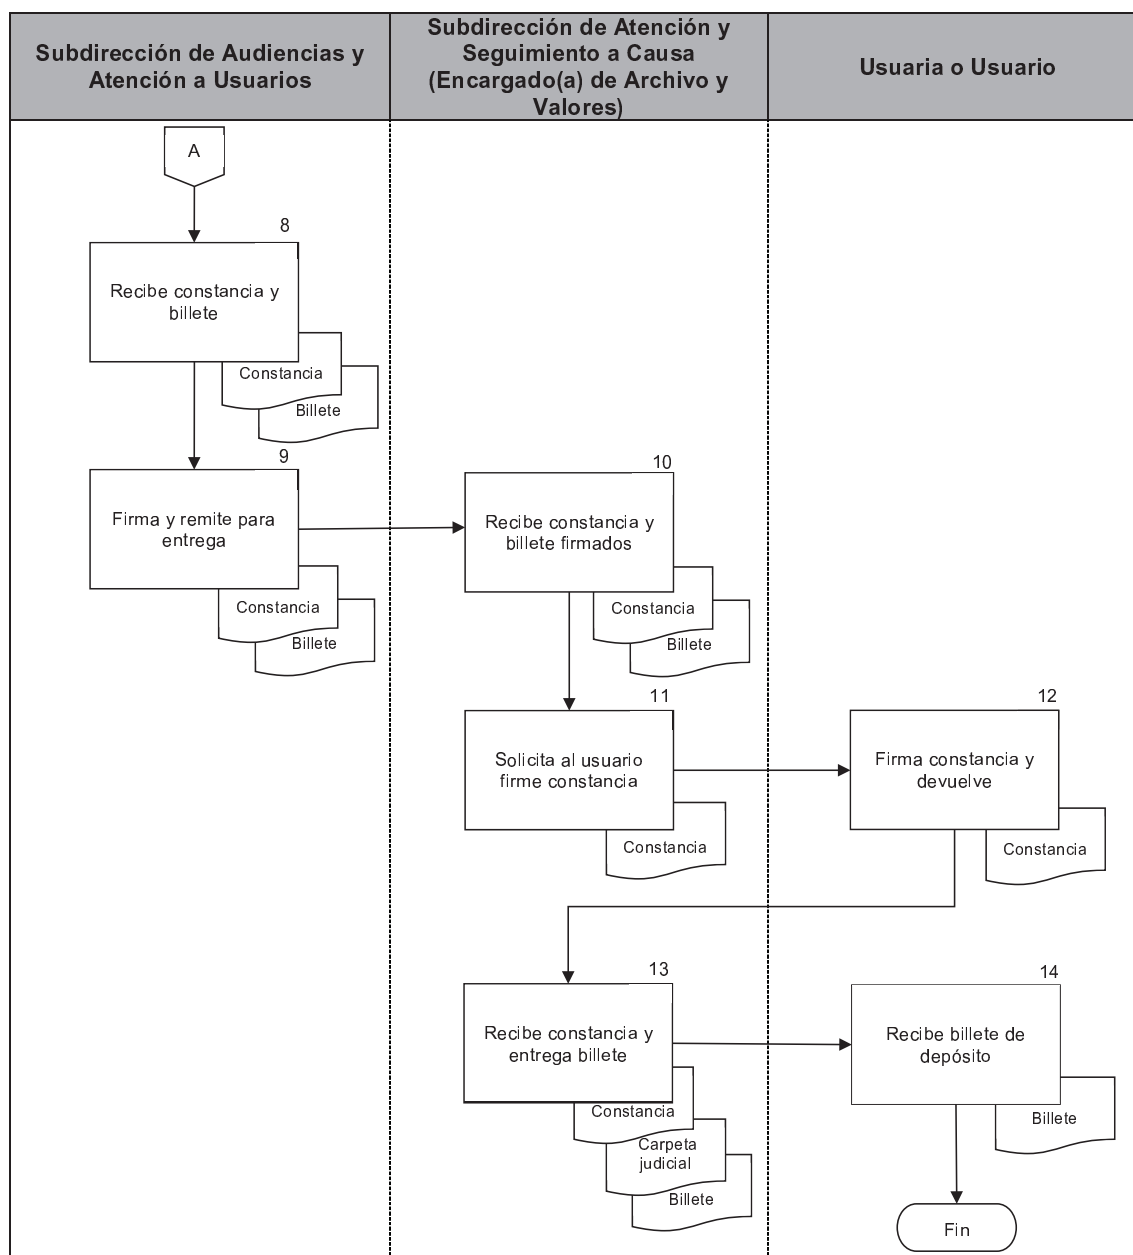 Subdirección de Audiencias y
Atención a Usuarios
Subdirección de Atención y
Seguimiento a Causa
(Encargado(a) de Archivo y
Valores)
Usuaria o Usuario
A
8
Recibe constancia y
billete
Constancia
Billete
9
Firma y remite para
entrega
Constancia
Billete
10
Recibe constancia y
billete firmados
Constancia
Billete
11
Solicita al usuario
firme constancia
Constancia
12
Firma constancia y
devuelve
Constancia
13
Recibe constancia y
entrega billete
Constancia
Carpeta
judicial
Billete
14
Recibe billete de
depósito
Billete
Fin